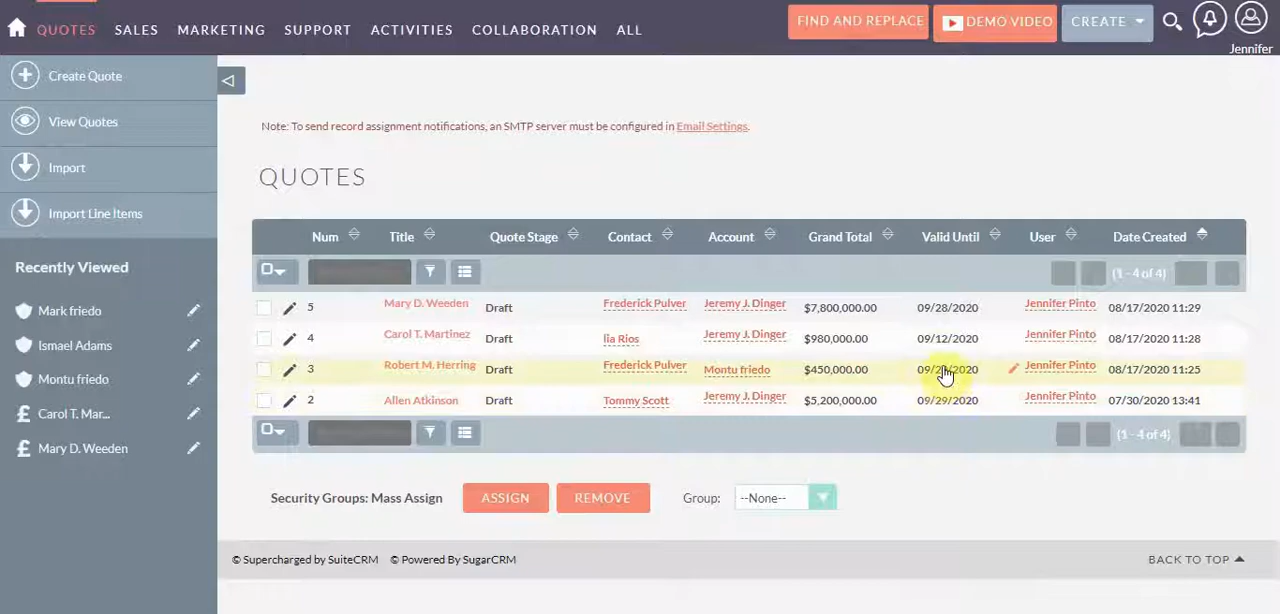 QUOTES SALES MARKETING SUPPORT ACTIVITIES COLLABORATION ALL FIND AND REPLACE DEMO VIDEO CREATE
Jennifer
Create Quote
View Quotes
Import
Import Line Items
Recently Viewed
Mark friedo
Ismael Adams
Montu friedo
£ Carol T. Mar...
£ Mary D. Weeden
Note: To send record assignment notifications, an SMTP server must be configured in Email Settings.
QUOTES
Num Title Quote Stage Contact Account Grand Total Valid Until User Date Created
(1 - 4 of 4)
5 Mary D. Weeden Draft Frederick Pulver Jeremy J. Dinger $7,800,000.00 09/28/2020 Jennifer Pinto 08/17/2020 11:29
4 Carol T. Martinez Draft lia Rios Jeremy J. Dinger $980,000.00 09/12/2020 Jennifer Pinto 08/17/2020 11:28
3 Robert M. Herring Draft Frederick Pulver Montu friedo $450,000.00 Jennifer Pinto 08/17/2020 11:25
2 Allen Atkinson Draft Tommy Scott Jeremy J. Dinger $5,200,000.00 09/29/2020 Jennifer Pinto 07/30/2020 13:41
(1 - 4 of 4)
Security Groups: Mass Assign ASSIGN REMOVE Group: --None--
© Supercharged by SuiteCRM © Powered By SugarCRM BACK TO TOP